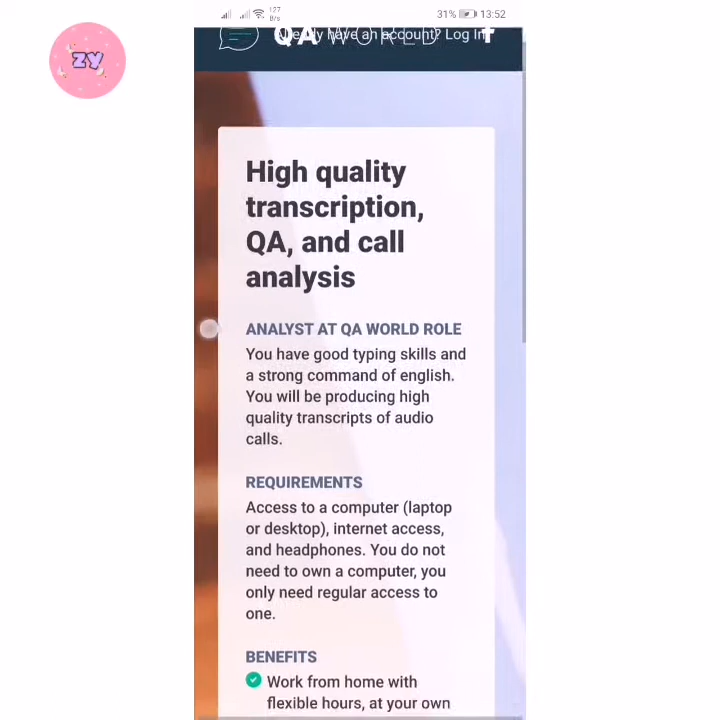 127
B/s
31%
13:52
zy
QA WORLD
Already have an account? Log In
High quality
transcription,
QA, and call
analysis
ANALYST AT QA WORLD ROLE
You have good typing skills and
a strong command of english.
You will be producing high
quality transcripts of audio
calls.
REQUIREMENTS
Access to a computer (laptop
or desktop), internet access,
and headphones. You do not
need to own a computer, you
only need regular access to
one.
BENEFITS
Work from home with
flexible hours, at your own